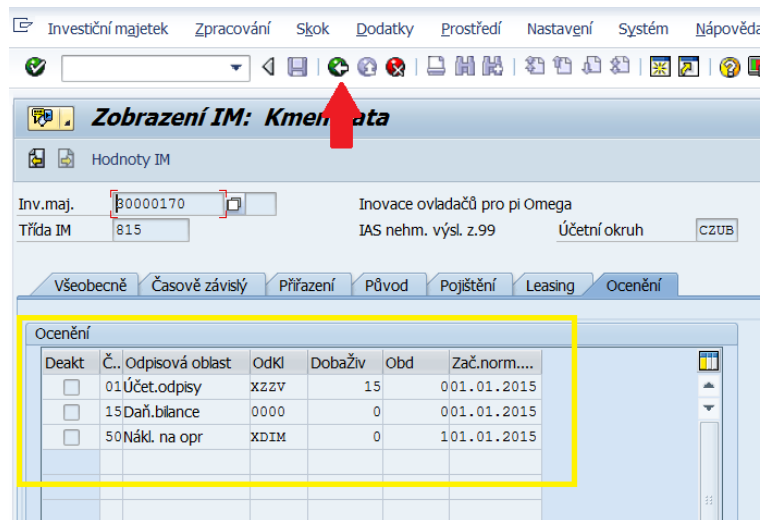 Investiční majetek Zpracování Skok Dodatky Prostředí Nastavení Systém Nápověda
Zobrazení IM: Kmen ata
Hodnoty IM
Inv.maj. 30000170 Inovace ovladačů pro pi Omega
Třída IM 815 IAS nehm. výsl. z.99 Účetní okruh CZUB
Všeobecně Časově závislý Přiřazení Původ Pojištění Leasing Ocenění
Ocenění
Deakt Č.. Odpisová oblast OdKl DobaŽiv Obd Zač.norm....
01 Účet.odpisy XZZV 15 0 01.01.2015
15 Daň.bilance 0000 0 0 01.01.2015
50 Nákl. na opr XDIM 0 1 01.01.2015